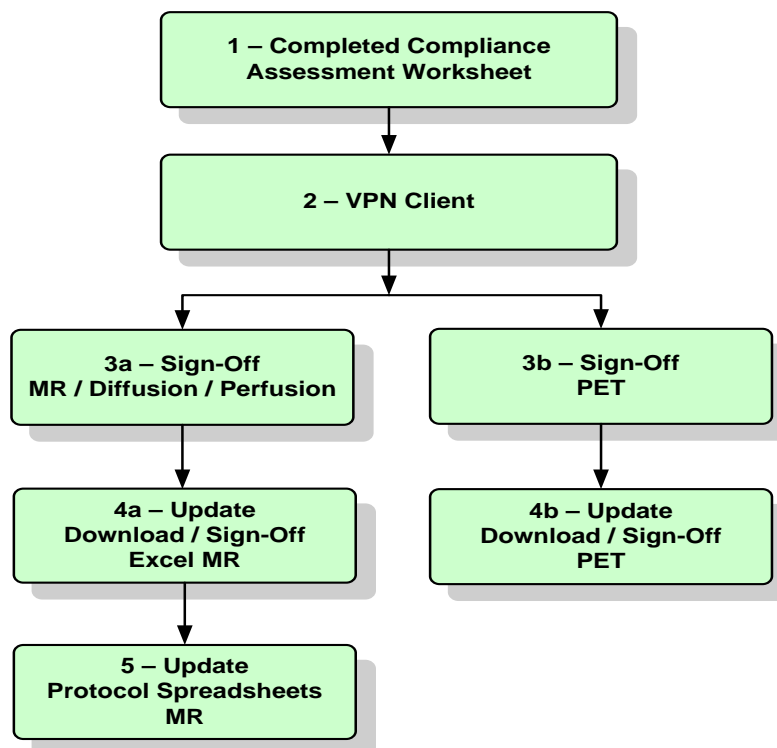 1 – Completed Compliance
Assessment Worksheet
2 – VPN Client
3a – Sign-Off
MR / Diffusion / Perfusion
3b – Sign-Off
PET
4a – Update
Download / Sign-Off
Excel MR
4b – Update
Download / Sign-Off
PET
5 – Update
Protocol Spreadsheets
MR